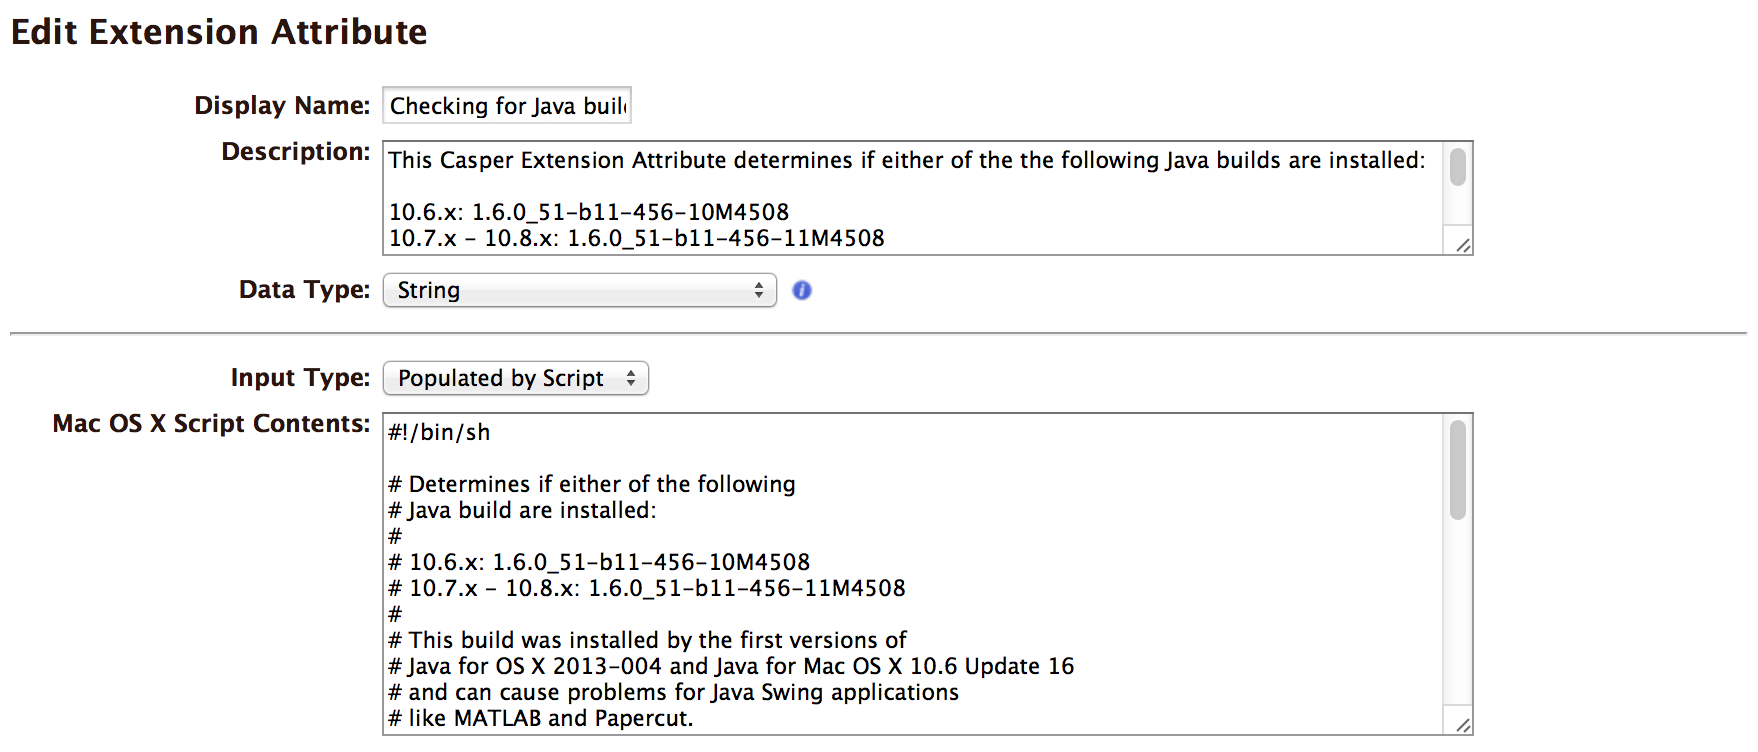 Edit Extension Attribute
Display Name: Checking for Java buil
Description: This Casper Extension Attribute determines if either of the the following Java builds are installed:
10.6.x: 1.6.0_51-b11-456-10M4508
10.7.x - 10.8.x: 1.6.0_51-b11-456-11M4508
Data Type: String
Input Type: Populated by Script
Mac OS X Script Contents: #!/bin/sh
# Determines if either of the following
# Java build are installed:
#
# 10.6.x: 1.6.0_51-b11-456-10M4508
# 10.7.x - 10.8.x: 1.6.0_51-b11-456-11M4508
#
# This build was installed by the first versions of
# Java for OS X 2013-004 and Java for Mac OS X 10.6 Update 16
# and can cause problems for Java Swing applications
# like MATLAB and Papercut.